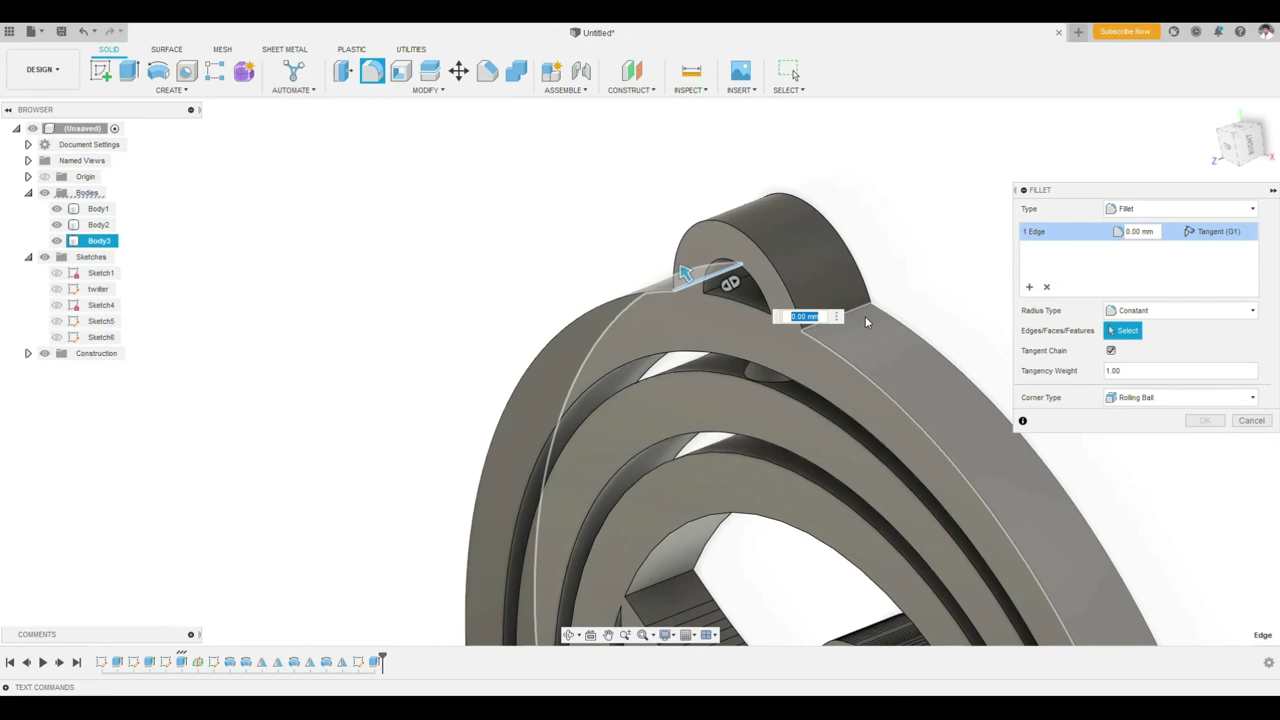 Untitled*
Subscribe Now
DESIGN
SOLID
SURFACE
MESH
SHEET METAL
PLASTIC
UTILITIES
CREATE
AUTOMATE
MODIFY
ASSEMBLE
CONSTRUCT
INSPECT
INSERT
SELECT
BROWSER
(Unsaved)
Document Settings
Named Views
Origin
Bodies
Body1
Body2
Body3
Sketches
Sketch1
twiiter
Sketch4
Sketch5
Sketch6
Construction
RIGHT
Y
Z
X
FILLET
Type Fillet
1 Edge 0.00 mm Tangent (G1)
Radius Type Constant
Edges/Faces/Features Select
Tangent Chain
Tangency Weight 1.00
Corner Type Rolling Ball
OK Cancel
0.00 mm
Edge
COMMENTS
TEXT COMMANDS